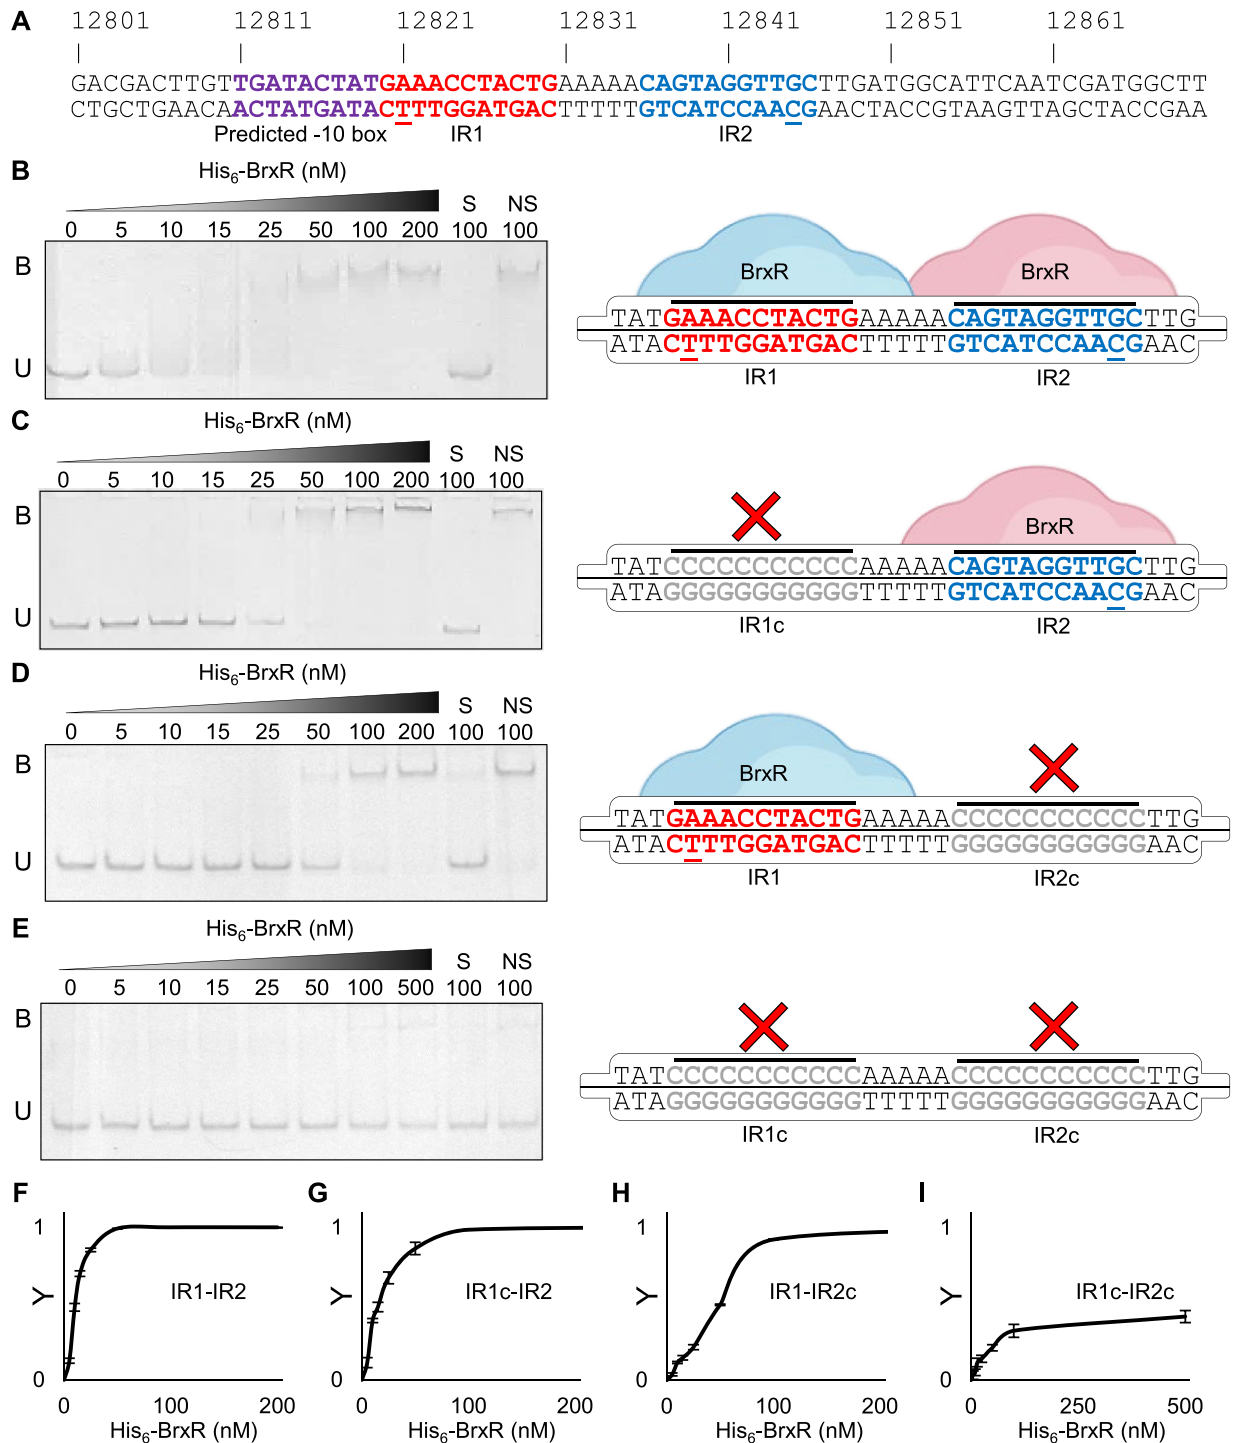 A
12801 12811 12821 12831 12841 12851 12861
GACGACTTGTTGATACTATGAAACCTACTGAAAAACAGTAGGTTGCTTGATGGCATTCAATCGATGGCTT
CTGCTGAACAACTATGATACTTTGGATGACTTTTTGTCATCCAACGAACTACCGTAAGTTAGCTACCGAA
Predicted -10 box IR1 IR2
B
His6-BrxR (nM)
S NS
0 5 10 15 25 50 100 200 100 100
B
U
BrxR BrxR
TATGAAACCTACTGAAAAACAGTAGGTTGCTTG
ATACTTTGGATGACTTTTTGTCATCCAACGAAC
IR1 IR2
C
His6-BrxR (nM)
S NS
0 5 10 15 25 50 100 200 100 100
B
U
BrxR
TATCCCCCCCCCCCAAAAACAGTAGGTTGCTTG
ATAGGGGGGGGGGGTTTTTGTCATCCAACGAAC
IR1c IR2
D
His6-BrxR (nM)
S NS
0 5 10 15 25 50 100 200 100 100
B
U
BrxR
TATGAAACCTACTGAAAAACCCCCCCCCCCTTG
ATACTTTGGATGACTTTTTGGGGGGGGGGGAAC
IR1 IR2c
E
His6-BrxR (nM)
S NS
0 5 10 15 25 50 100 500 100 100
B
U
TATCCCCCCCCCCCAAAAACCCCCCCCCCCTTG
ATAGGGGGGGGGGGTTTTTGGGGGGGGGGGAAC
IR1c IR2c
F
1
Y
IR1-IR2
0
0 100 200
His6-BrxR (nM)
G
1
Y
IR1c-IR2
0
0 100 200
His6-BrxR (nM)
H
1
Y
IR1-IR2c
0
0 100 200
His6-BrxR (nM)
I
1
Y
IR1c-IR2c
0
0 250 500
His6-BrxR (nM)